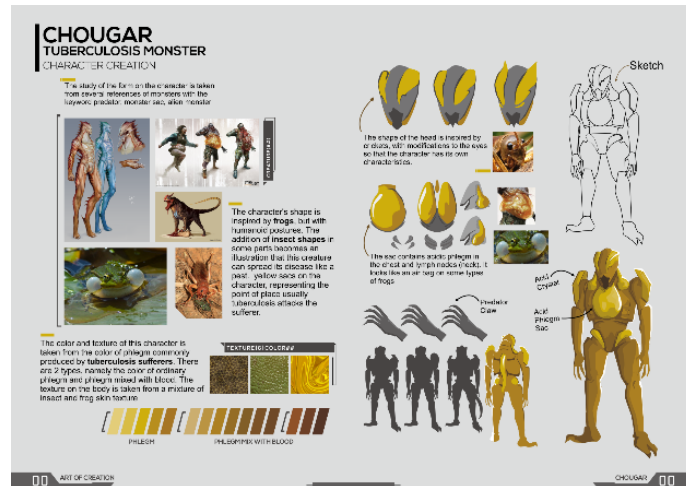 CHOUGAR
TUBERCULOSIS MONSTER
CHARACTER CREATION
The study of the form on the character is taken
from several references of monsters with the
keyword predator, monster sac, alien monster
The character's shape is
inspired by frogs, but with
humanoid postures. The
addition of insect shapes in
some parts becomes an
illustration that this creature
can spread its disease like a
pest. yellow sacs on the
character, representing the
point of place usually
tuberculosis attacks the
sufferer.
The color and texture of this character is
taken from the color of phlegm commonly
produced by tuberculosis sufferers. There
are 2 types, namely the color of ordinary
phlegm and phlegm mixed with blood. The
texture on the body is taken from a mixture of
insect and frog skin texture
PHLEGM
PHLEGM MIX WITH BLOOD
The shape of the head is inspired by
crickets, with modifications to the eyes
so that the character has its own
characteristics.
The sac contains acidic phlegm in
the chest and lymph nodes (neck). It
looks like an air bag on some types
of frogs
Predator
Claw
Sketch
Acid
Crystal
Acid
Phlegm
Sac
00 ART OF CREATION
CHOUGAR 00